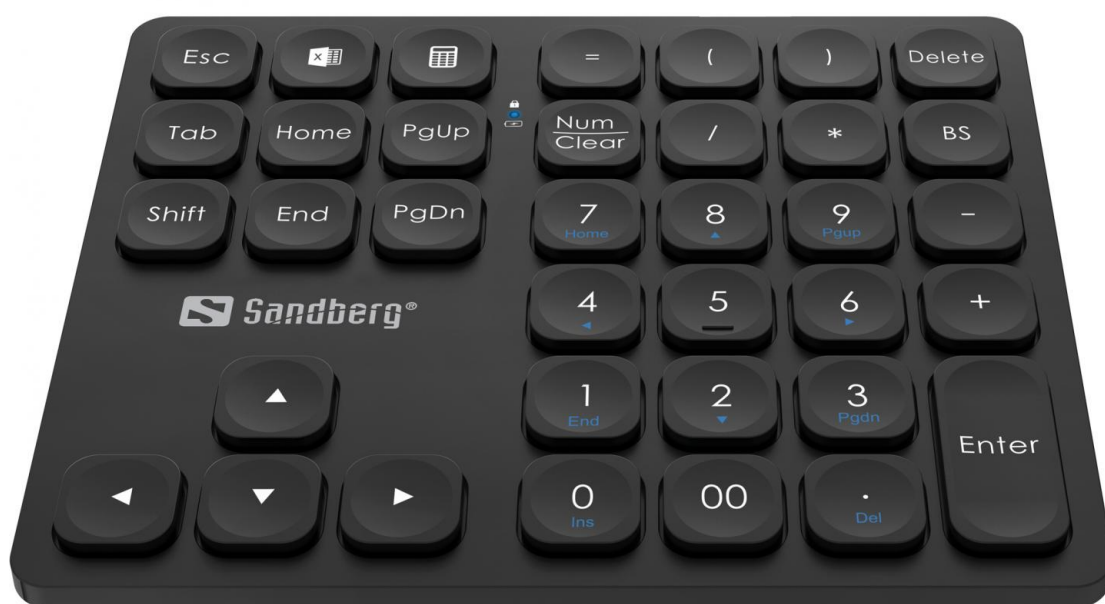 Esc
=
(
)
Delete
Tab
Home
PgUp
Num
Clear
/
*
BS
Shift
End
PgDn
7
Home
8
9
Pgup
-
Sandberg®
4
5
6
+
1
End
2
3
Pgdn
Enter
0
Ins
00
.
Del